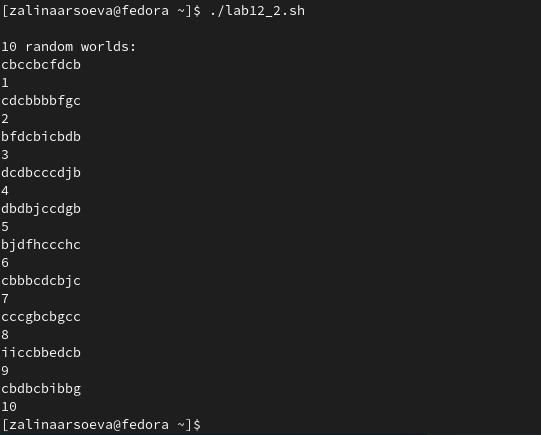 [zalinaarsoeva@fedora ~]$ ./lab12_2.sh
10 random worlds:
cbccbcfdcb
1
cdcbbbbfgc
2
bfdcbicbdb
3
dcdbcccdjb
4
dbdbjccdgb
5
bjdfhccchc
6
cbbbcdcbjc
7
cccgbcbgcc
8
iiccbbedcb
9
cbdbcbibbg
10
[zalinaarsoeva@fedora ~]$